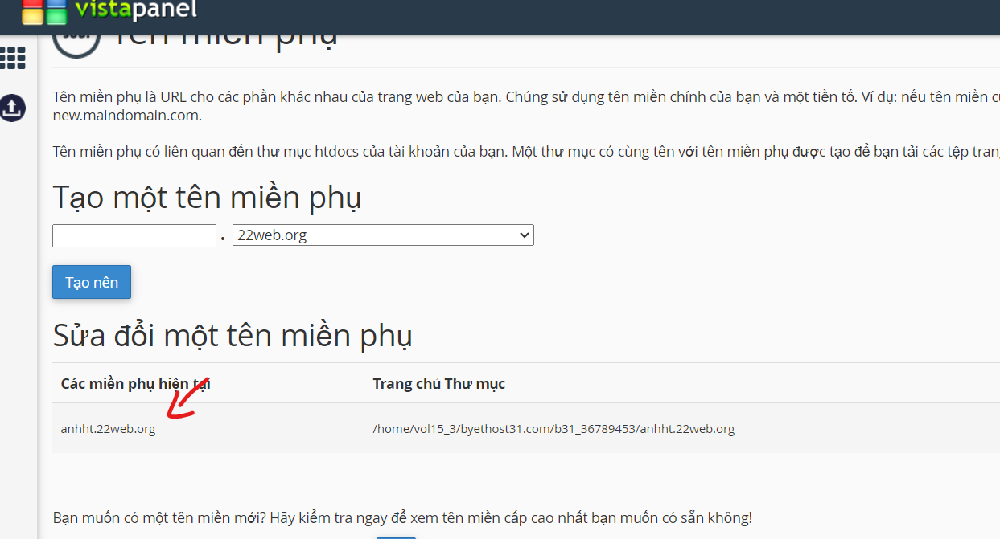 vistapanel
Tên miền phụ
Tên miền phụ là URL cho các phần khác nhau của trang web của bạn. Chúng sử dụng tên miền chính của bạn và một tiền tố. Ví dụ: nếu tên miền
new.maindomain.com.
Tên miền phụ có liên quan đến thư mục htdocs của tài khoản của bạn. Một thư mục có cùng tên với tên miền phụ được tạo để bạn tải các tệp trang
Tạo một tên miền phụ
. 22web.org
Tạo nên
Sửa đổi một tên miền phụ
Các miền phụ hiện tại Trang chủ Thư mục
anhht.22web.org /home/vol15_3/byethost31.com/b31_36789453/anhht.22web.org
Bạn muốn có một tên miền mới? Hãy kiểm tra ngay để xem tên miền cấp cao nhất bạn muốn có sẵn không!